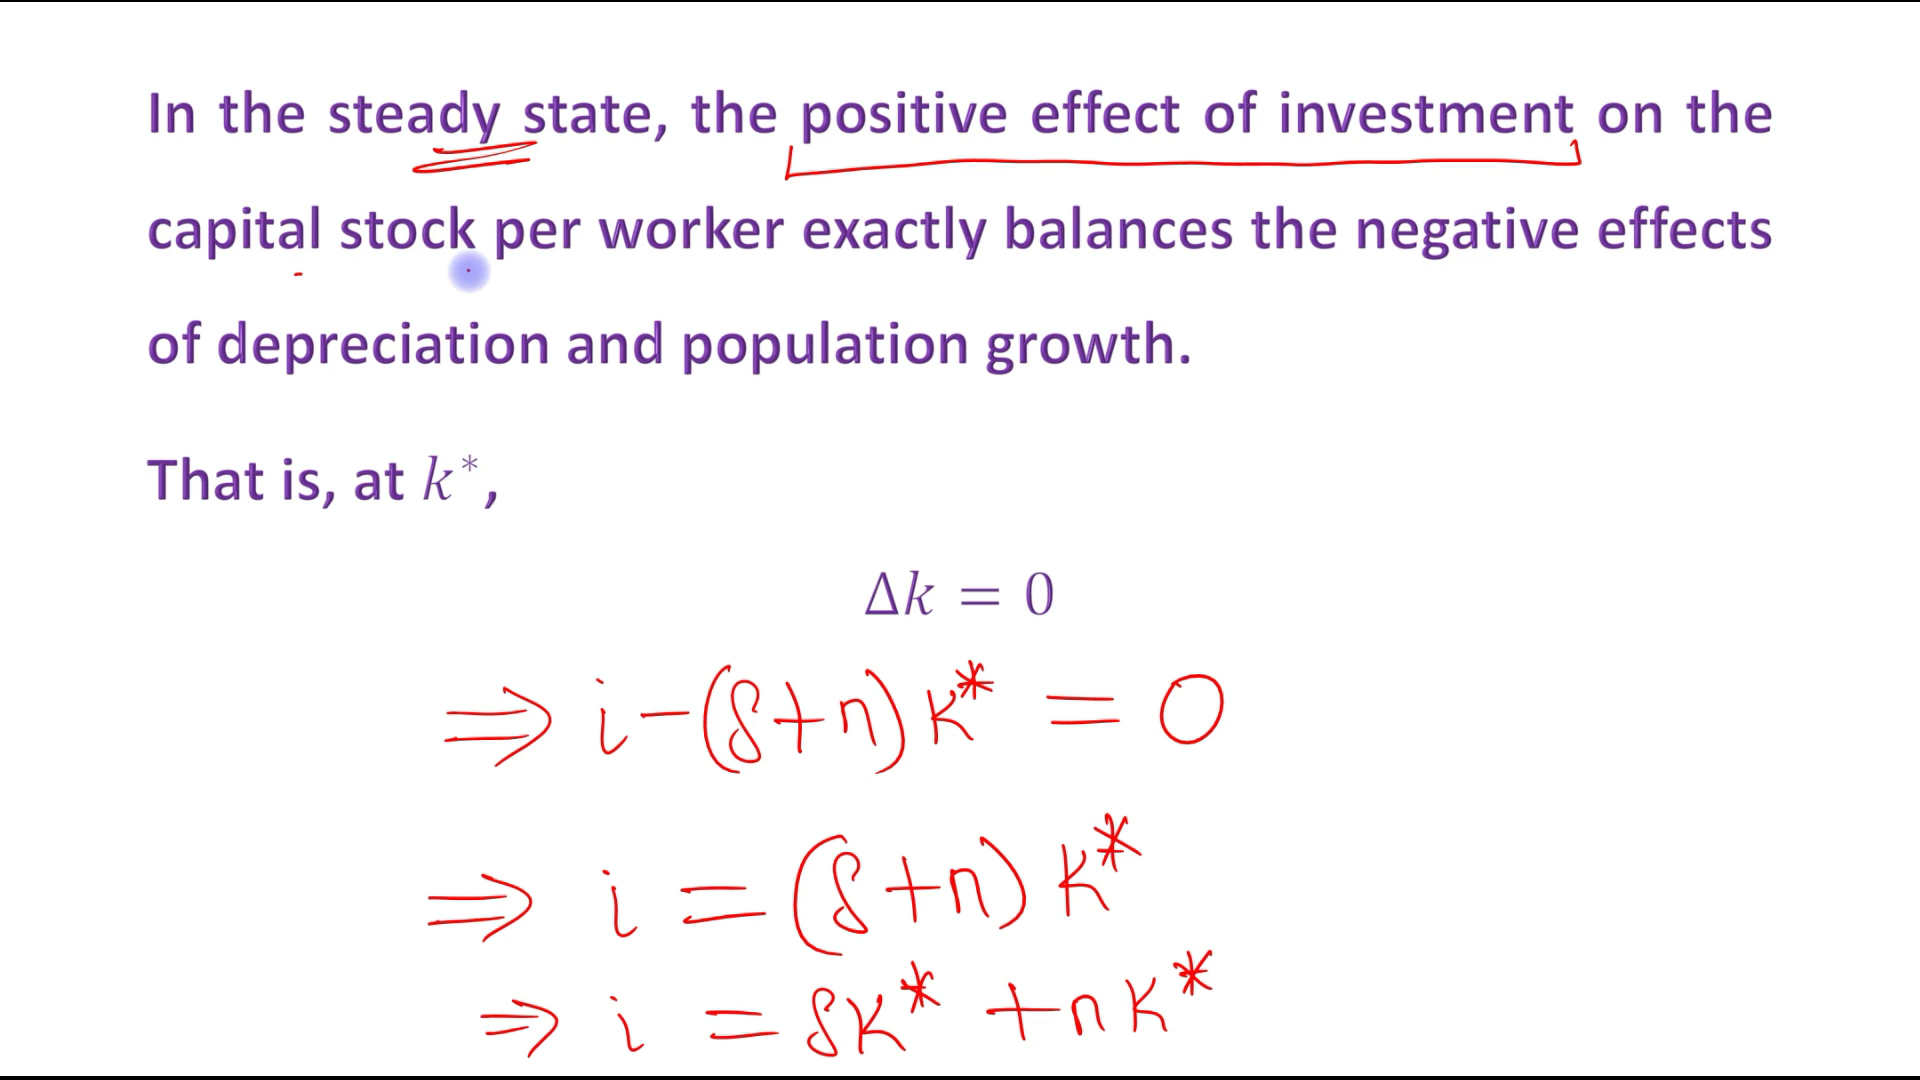 In the steady state, the positive effect of investment on the
capital stock per worker exactly balances the negative effects
of depreciation and population growth.
That is, at k*,
Δk = 0
⇒ i - (δ+n) k* = 0
⇒ i = (δ+n) k*
⇒ i = δk* + nk*